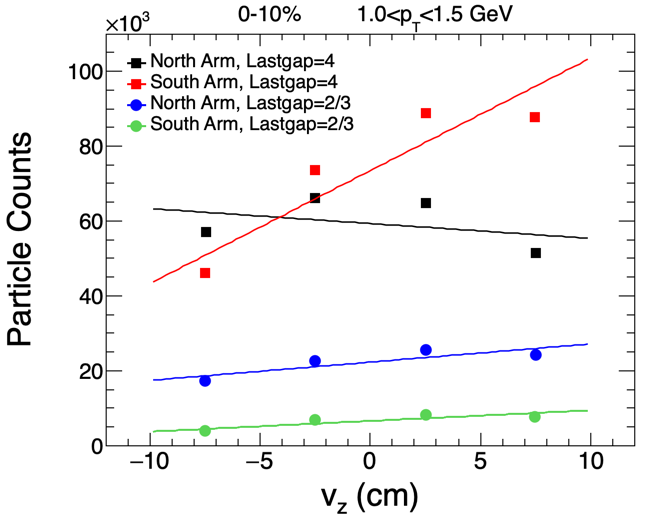 ×10³ 0-10% 1.0<p_T<1.5 GeV
North Arm, Lastgap=4
South Arm, Lastgap=4
North Arm, Lastgap=2/3
South Arm, Lastgap=2/3
100
80
60
40
20
0
Particle Counts
−10 −5 0 5 10
v_z (cm)